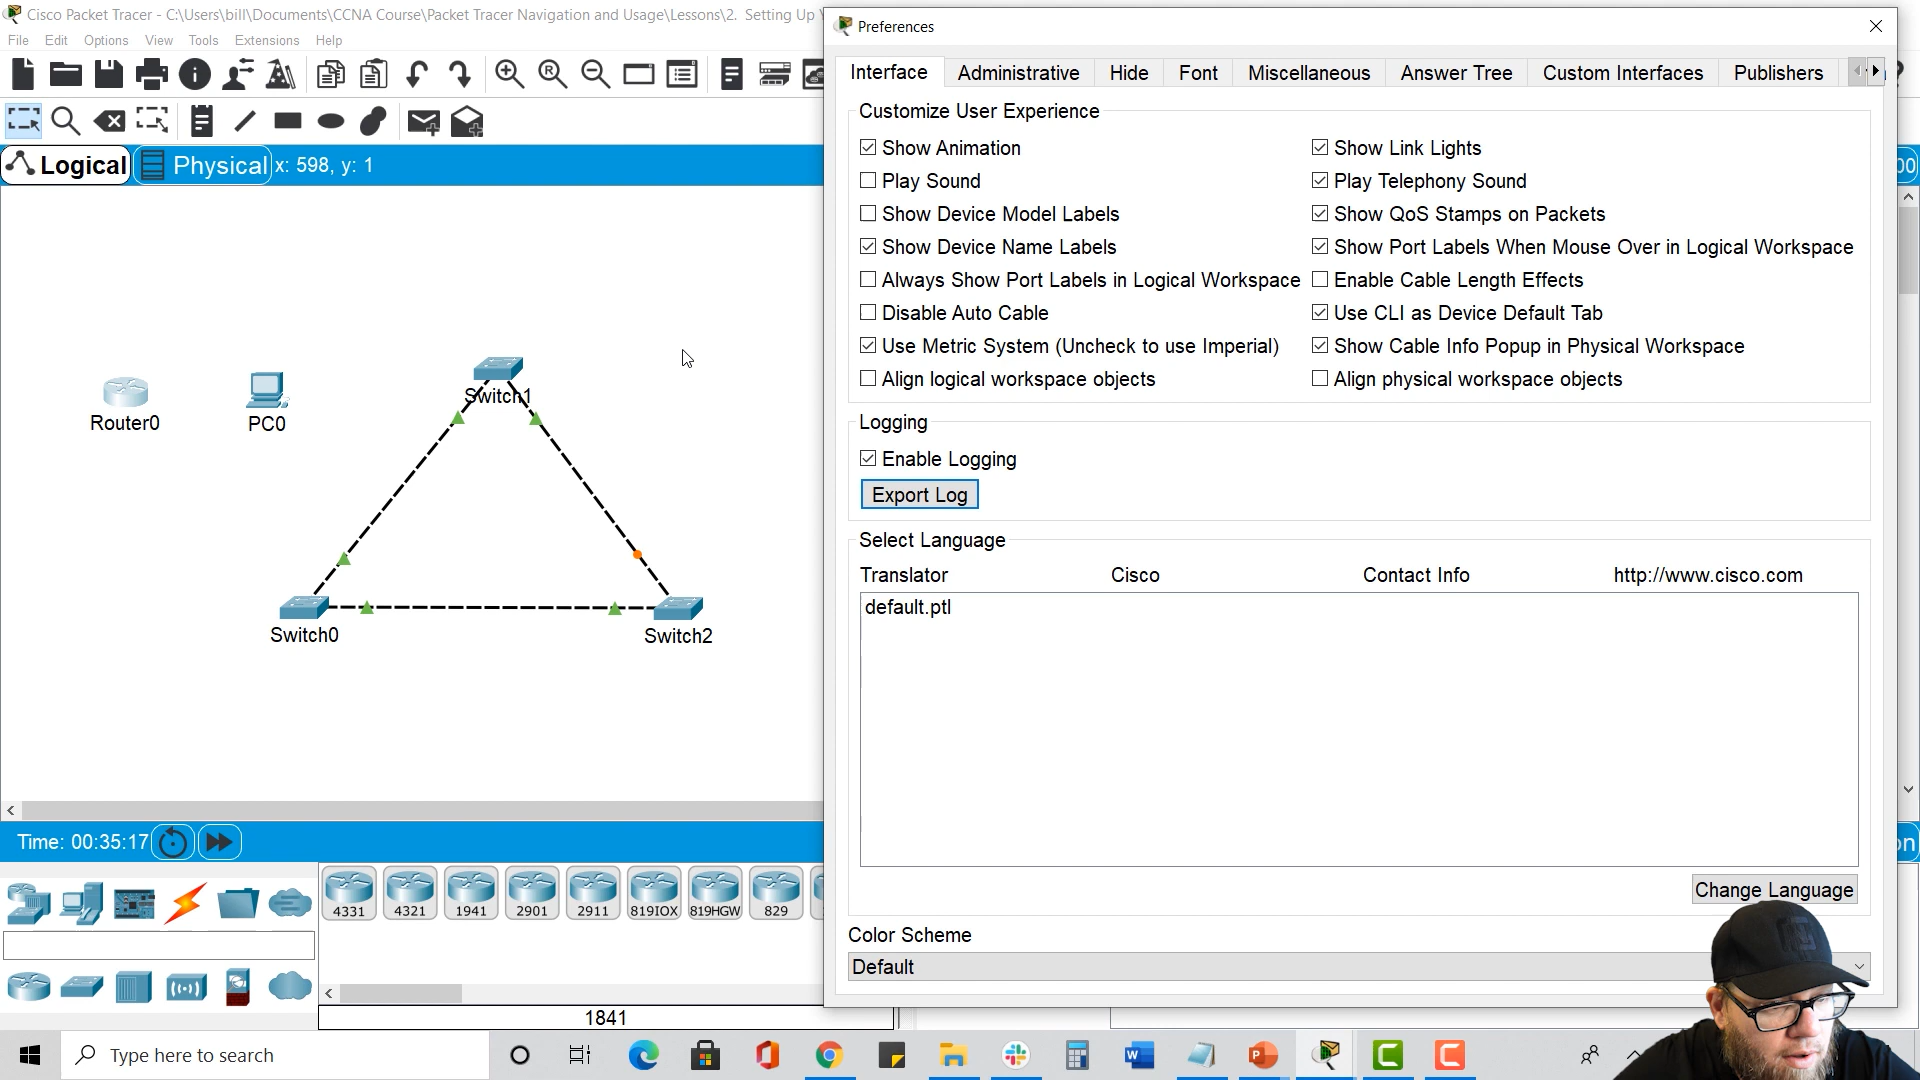 Cisco Packet Tracer - C:\Users\bill\Documents\CCNA Course\Packet Tracer Navigation and Usage\Lessons\2. Setting Up
File Edit Options View Tools Extensions Help
Logical Physical x: 598, y: 1
Router0
PC0
Switch1
Switch0
Switch2
Time: 00:35:17
4331 4321 1941 2901 2911 819IOX 819HGW 829
1841
Preferences
Interface Administrative Hide Font Miscellaneous Answer Tree Custom Interfaces Publishers
Customize User Experience
Show Animation Show Link Lights
Play Sound Play Telephony Sound
Show Device Model Labels Show QoS Stamps on Packets
Show Device Name Labels Show Port Labels When Mouse Over in Logical Workspace
Always Show Port Labels in Logical Workspace Enable Cable Length Effects
Disable Auto Cable Use CLI as Device Default Tab
Use Metric System (Uncheck to use Imperial) Show Cable Info Popup in Physical Workspace
Align logical workspace objects Align physical workspace objects
Logging
Enable Logging
Export Log
Select Language
Translator Cisco Contact Info http://www.cisco.com
default.ptl
Change Language
Color Scheme
Default
Type here to search